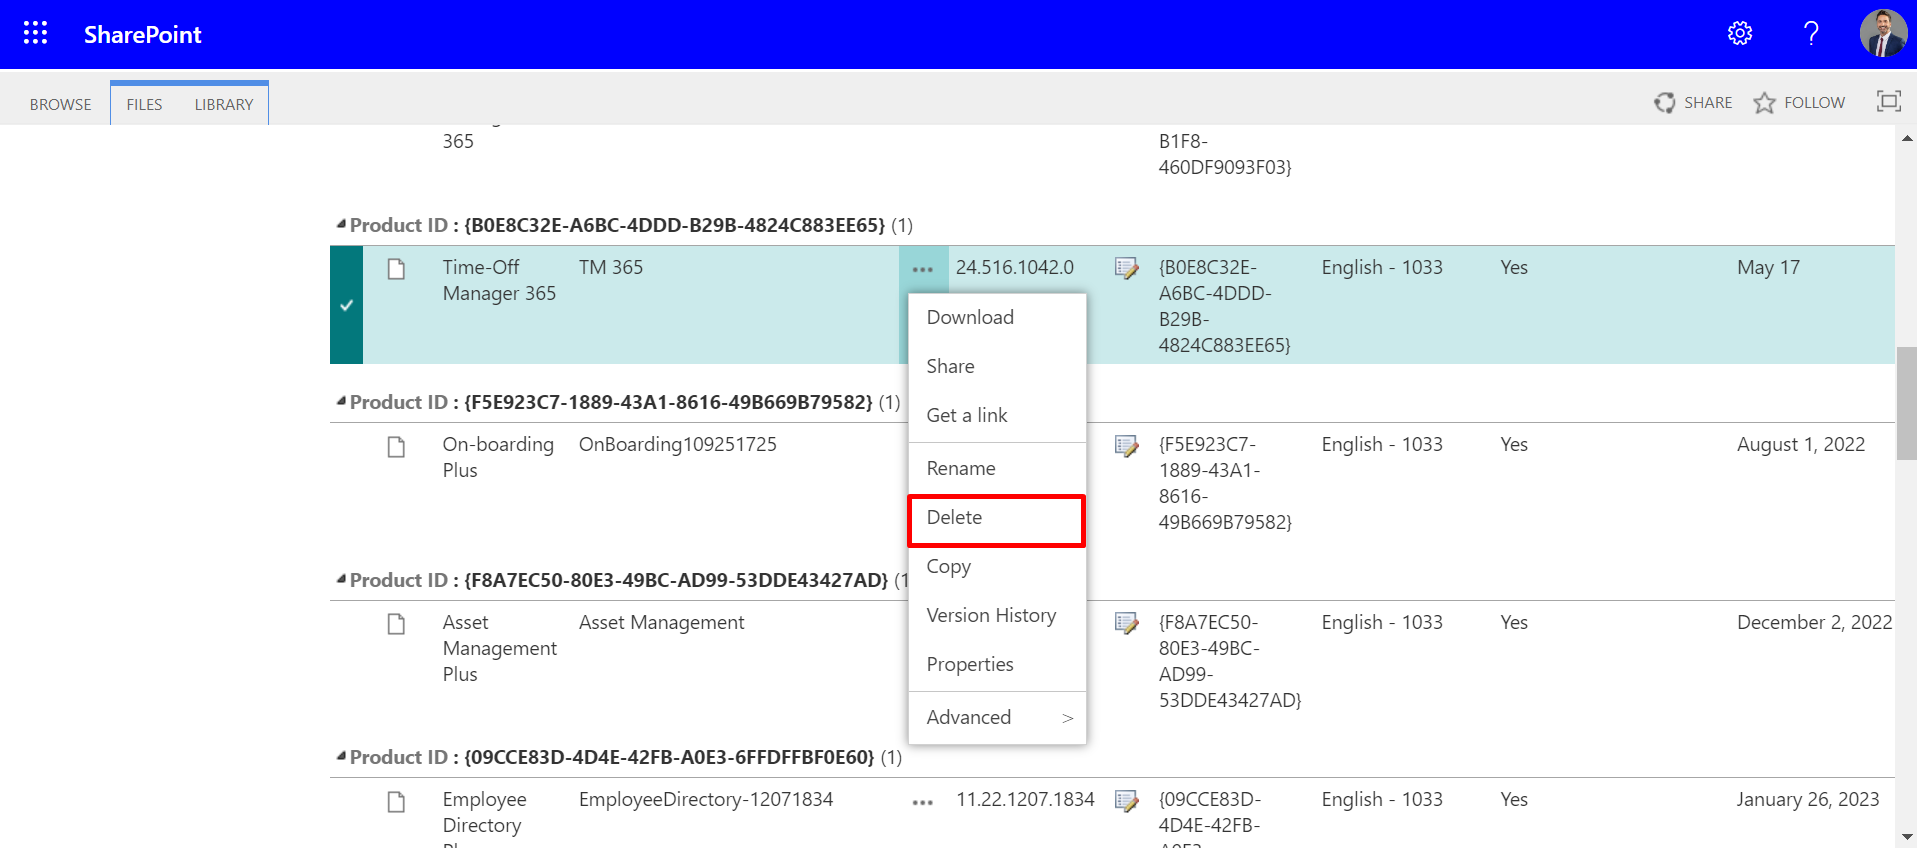 SharePoint
?
BROWSE FILES LIBRARY SHARE FOLLOW
365
B1F8-
460DF9093F03}
Product ID : {B0E8C32E-A6BC-4DDD-B29B-4824C883EE65} (1)
Time-Off
Manager 365
TM 365
24.516.1042.0
{B0E8C32E-
A6BC-4DDD-
B29B-
4824C883EE65}
English - 1033
Yes
May 17
Download
Share
Get a link
Rename
Delete
Copy
Version History
Properties
Advanced >
Product ID : {F5E923C7-1889-43A1-8616-49B669B79582} (1)
On-boarding
Plus
OnBoarding109251725
{F5E923C7-
1889-43A1-
8616-
49B669B79582}
English - 1033
Yes
August 1, 2022
Product ID : {F8A7EC50-80E3-49BC-AD99-53DDE43427AD} (1
Asset
Management
Plus
Asset Management
{F8A7EC50-
80E3-49BC-
AD99-
53DDE43427AD}
English - 1033
Yes
December 2, 2022
Product ID : {09CCE83D-4D4E-42FB-A0E3-6FFDFFBF0E60} (1)
Employee
Directory
EmployeeDirectory-12071834
11.22.1207.1834
{09CCE83D-
4D4E-42FB-
English - 1033
Yes
January 26, 2023